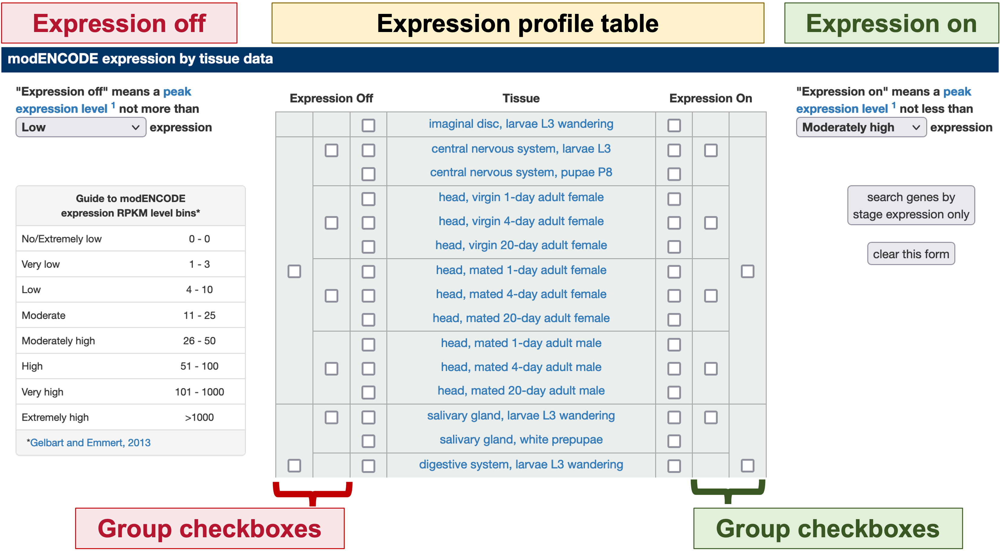 Expression off
Expression profile table
Expression on
modENCODE expression by tissue data
"Expression off" means a peak
expression level 1 not more than
Low expression
Guide to modENCODE
expression RPKM level bins*
No/Extremely low 0 - 0
Very low 1 - 3
Low 4 - 10
Moderate 11 - 25
Moderately high 26 - 50
High 51 - 100
Very high 101 - 1000
Extremely high >1000
*Gelbart and Emmert, 2013
Expression Off Tissue Expression On
imaginal disc, larvae L3 wandering
central nervous system, larvae L3
central nervous system, pupae P8
head, virgin 1-day adult female
head, virgin 4-day adult female
head, virgin 20-day adult female
head, mated 1-day adult female
head, mated 4-day adult female
head, mated 20-day adult female
head, mated 1-day adult male
head, mated 4-day adult male
head, mated 20-day adult male
salivary gland, larvae L3 wandering
salivary gland, white prepupae
digestive system, larvae L3 wandering
"Expression on" means a peak
expression level 1 not less than
Moderately high expression
search genes by
stage expression only
clear this form
Group checkboxes
Group checkboxes